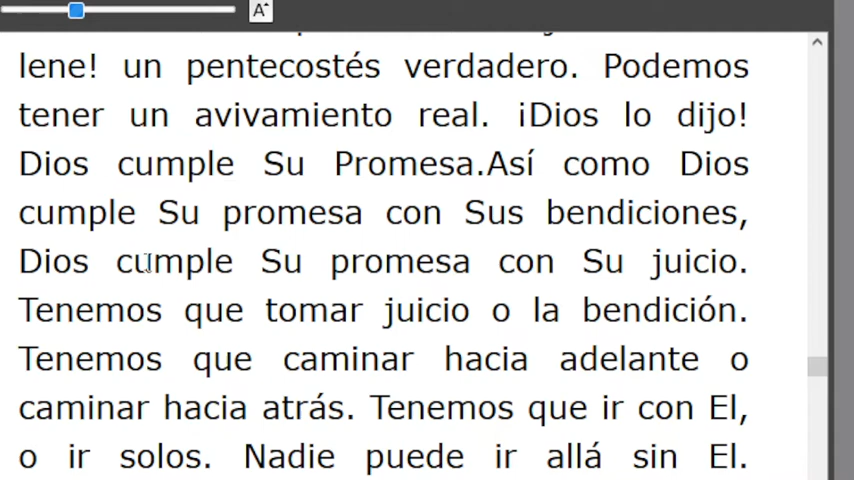 A
lene! un pentecostés verdadero. Podemos
tener un avivamiento real. ¡Dios lo dijo!
Dios cumple Su Promesa.Así como Dios
cumple Su promesa con Sus bendiciones,
Dios cumple Su promesa con Su juicio.
Tenemos que tomar juicio o la bendición.
Tenemos que caminar hacia adelante o
caminar hacia atrás. Tenemos que ir con El,
o ir solos. Nadie puede ir allá sin El.